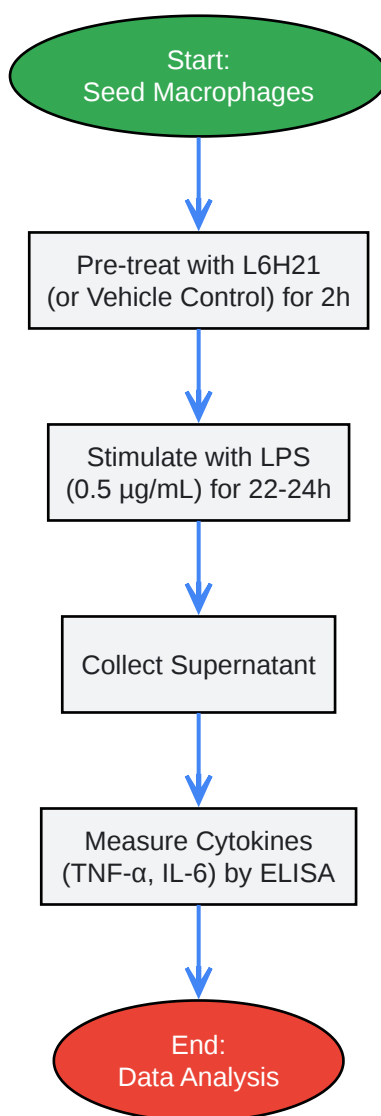 Start:
Seed Macrophages
Pre-treat with L6H21
(or Vehicle Control) for 2h
Stimulate with LPS
(0.5 µg/mL) for 22-24h
Collect Supernatant
Measure Cytokines
(TNF-α, IL-6) by ELISA
End:
Data Analysis